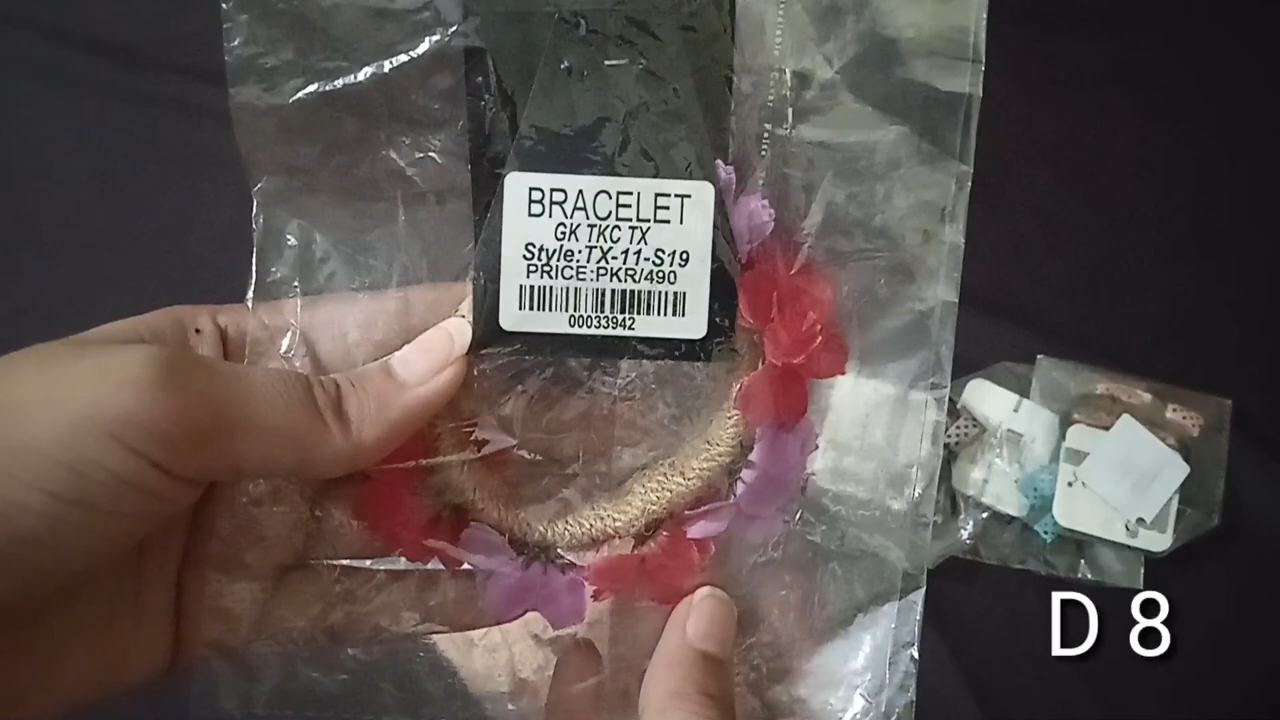 BRACELET
GK TKC TX
Style:TX-11-S19
PRICE:PKR/490
00033942
D 8